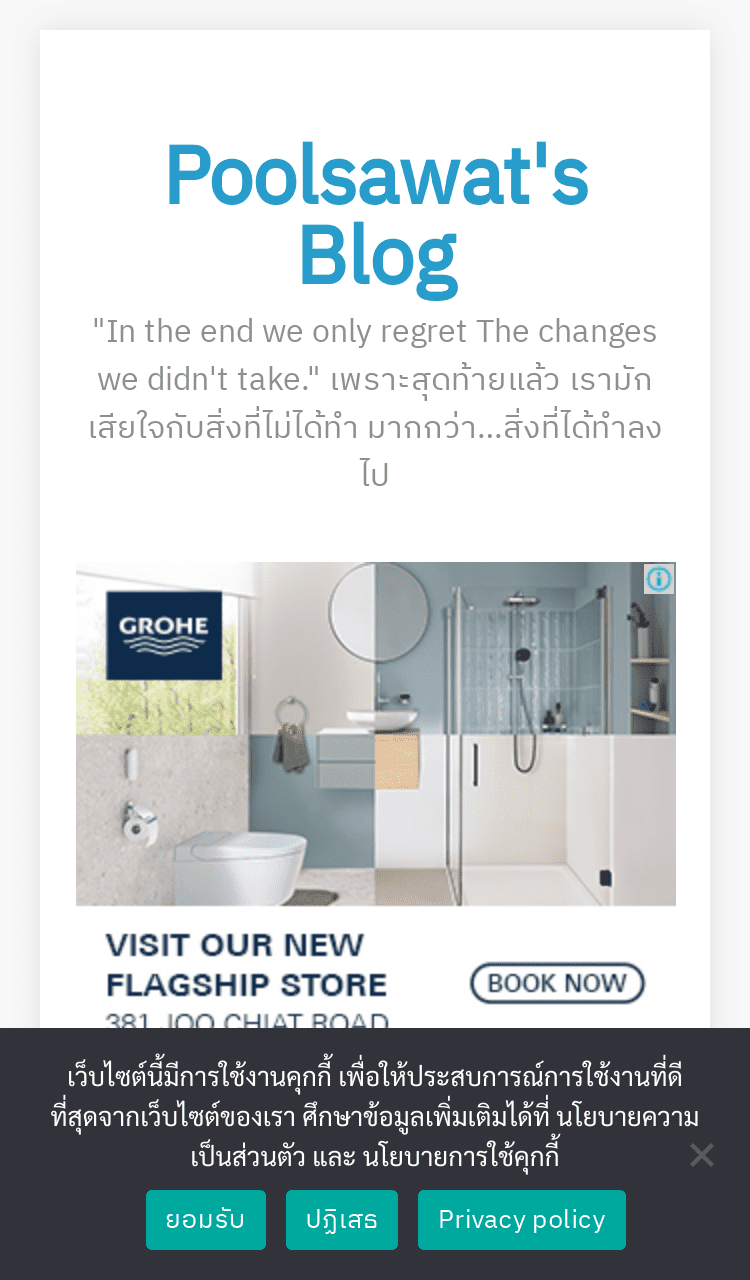 Poolsawat's
Blog
"In the end we only regret The changes
we didn't take." เพราะสุดท้ายแล้ว เรามัก
เสียใจกับสิ่งที่ไม่ได้ทำ มากกว่า...สิ่งที่ได้ทำลง
ไป
GROHE
VISIT OUR NEW
FLAGSHIP STORE
BOOK NOW
381 JOO CHIAT ROAD
เว็บไซต์นี้มีการใช้งานคุกกี้ เพื่อให้ประสบการณ์การใช้งานที่ดี
ที่สุดจากเว็บไซต์ของเรา ศึกษาข้อมูลเพิ่มเติมได้ที่ นโยบายความ
เป็นส่วนตัว และ นโยบายการใช้คุกกี้
ยอมรับ
ปฏิเสธ
Privacy policy